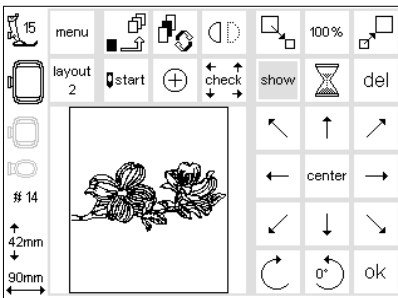 15
menu
100%
layout
2
start
check
show
del
center
# 14
42mm
90mm
0°
ok